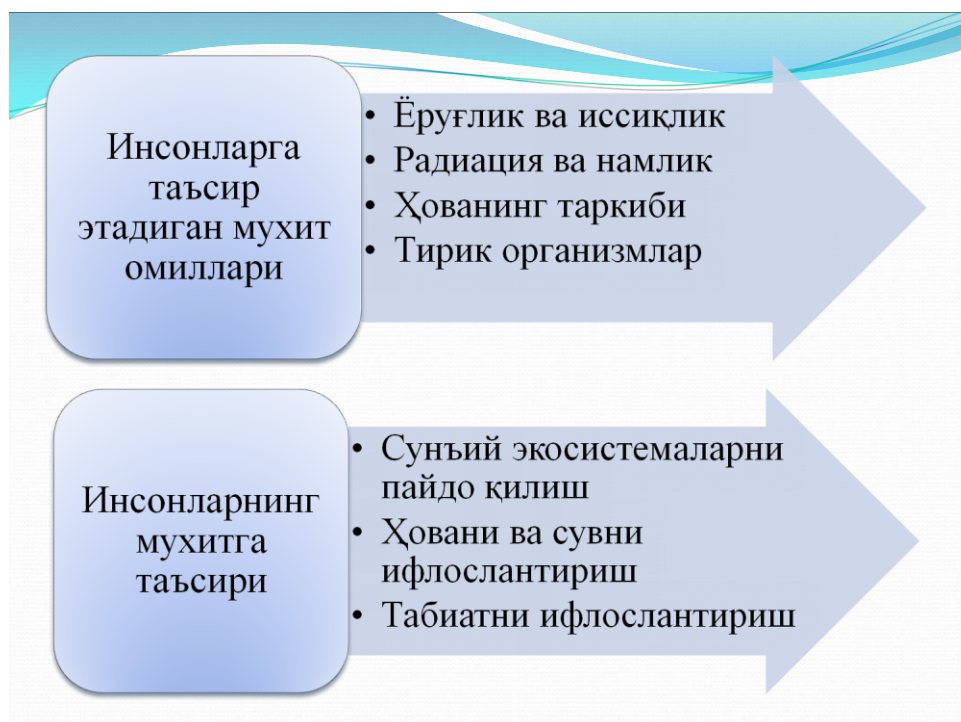 Инсонларга
таъсир
этадиган мухит
омиллари
• Ёруғлик ва иссиқлик
• Радиация ва намлик
• Ҳованинг таркиби
• Тирик организмлар
Инсонларнинг
мухитга
таъсири
• Сунъий экосистемаларни
пайдо қилиш
• Ҳовани ва сувни
ифлослантириш
• Табиатни ифлослантириш